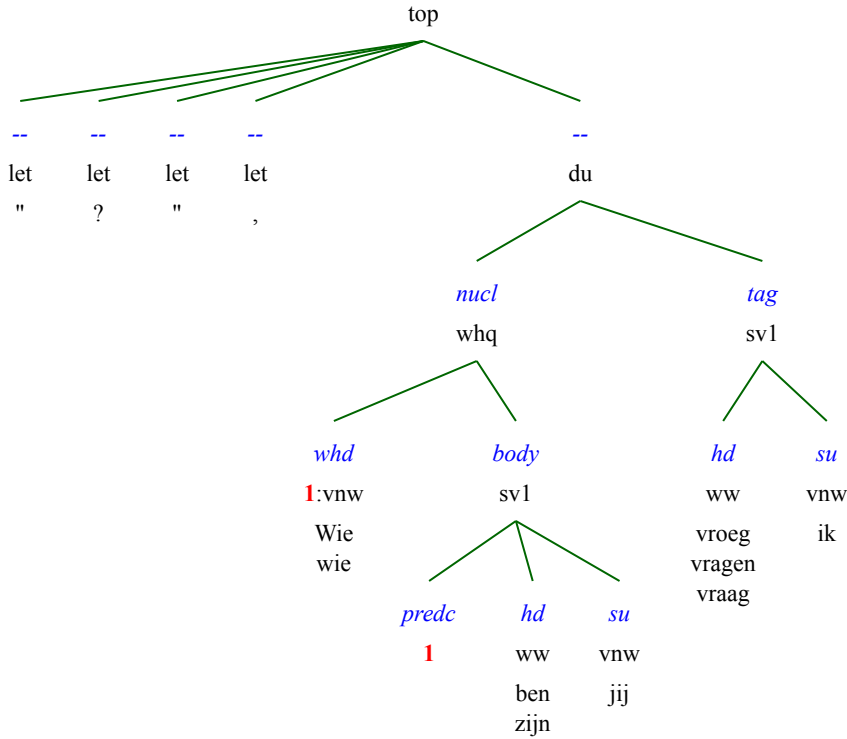 top
-- -- -- -- --
let let let let du
" ? " ,
nucl tag
whq sv1
whd body hd su
1:vnw sv1 ww vnw
Wie vroeg ik
wie vragen
vraag
predc hd su
1 ww vnw
ben jij
zijn